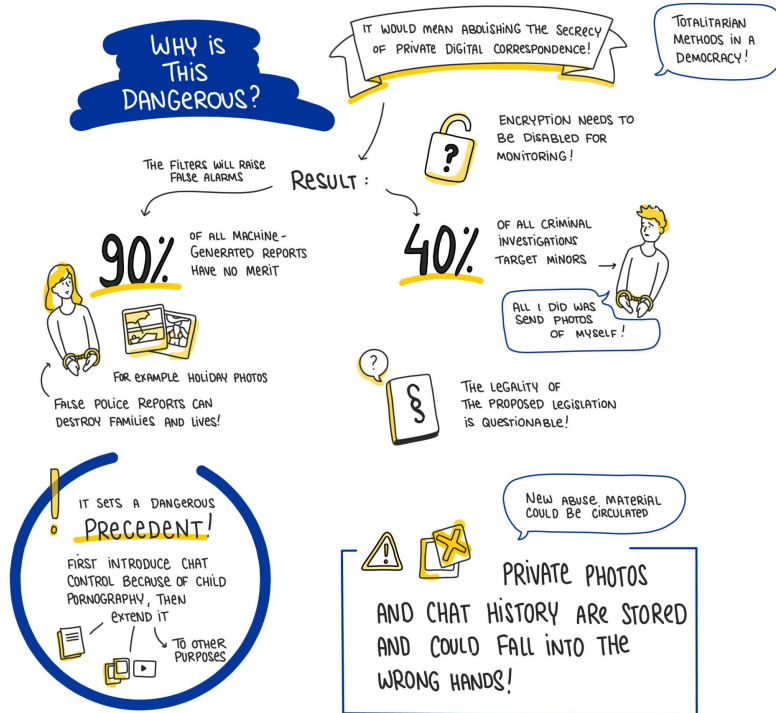 WHY IS
THIS
DANGEROUS?
IT WOULD MEAN ABOLISHING THE SECRECY
OF PRIVATE DIGITAL CORRESPONDENCE!
TOTALITARIAN
METHODS IN A
DEMOCRACY!
?
ENCRYPTION NEEDS TO
BE DISABLED FOR
MONITORING!
THE FILTERS WILL RAISE
FALSE ALARMS
RESULT:
90%
OF ALL MACHINE-
GENERATED REPORTS
HAVE NO MERIT
40%
OF ALL CRIMINAL
INVESTIGATIONS
TARGET MINORS
ALL I DID WAS
SEND PHOTOS
OF MYSELF!
FOR EXAMPLE HOLIDAY PHOTOS
FALSE POLICE REPORTS CAN
DESTROY FAMILIES AND LIVES!
?
§
THE LEGALITY OF
THE PROPOSED LEGISLATION
IS QUESTIONABLE!
!
IT SETS A DANGEROUS
PRECEDENT!
FIRST INTRODUCE CHAT
CONTROL BECAUSE OF CHILD
PORNOGRAPHY, THEN
EXTEND IT
TO OTHER
PURPOSES
NEW ABUSE MATERIAL
COULD BE CIRCULATED
!
PRIVATE PHOTOS
AND CHAT HISTORY ARE STORED
AND COULD FALL INTO THE
WRONG HANDS!